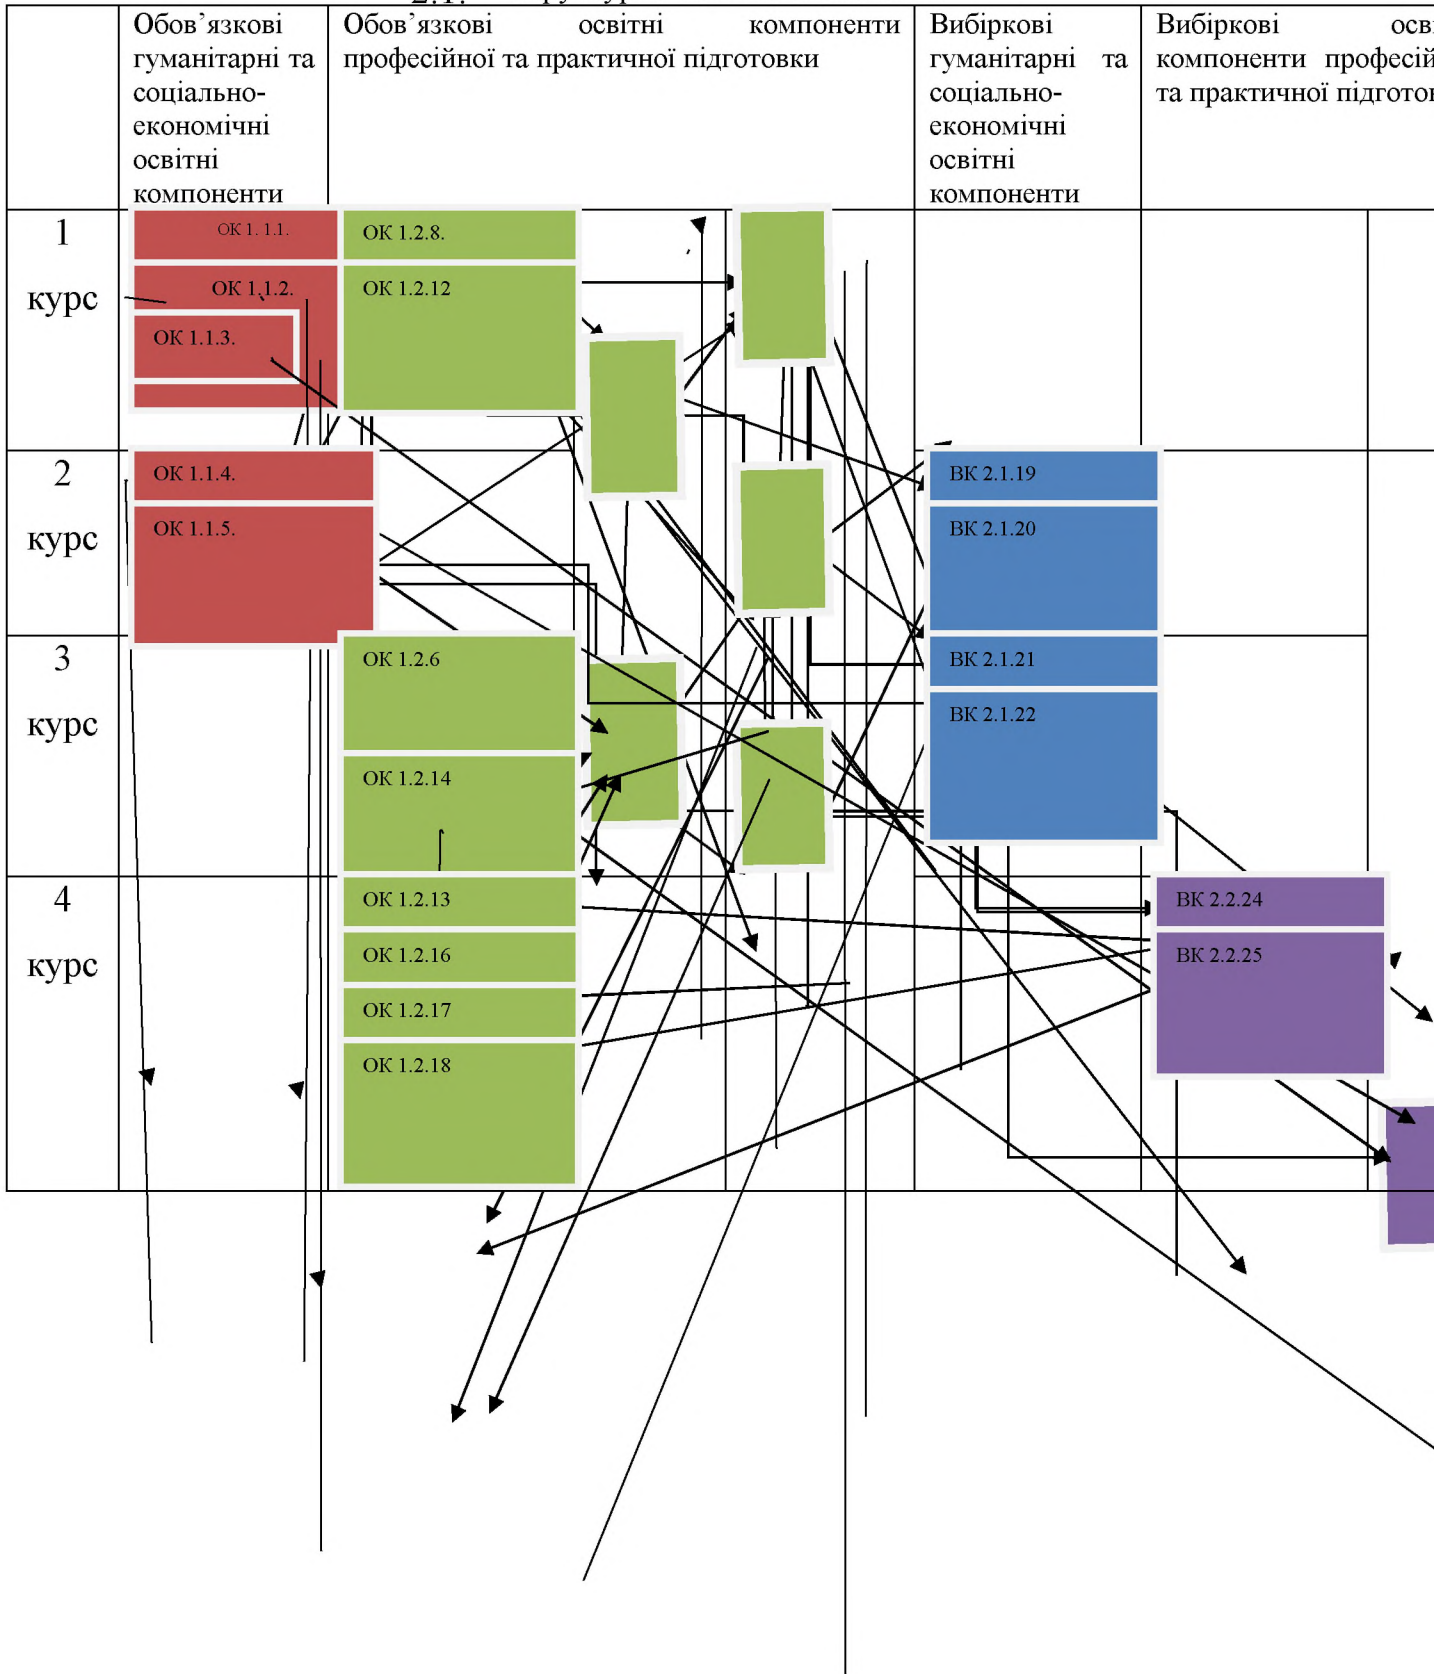 2.1.
Обов’язкові
гуманітарні та
соціально-
економічні
освітні
компоненти
Обов’язкові освітні компоненти
професійної та практичної підготовки
Вибіркові
гуманітарні та
соціально-
економічні
освітні
компоненти
Вибіркові осві
компоненти професій
та практичної підготов
1
курс
ОК 1. 1.1.
ОК 1.1.2.
ОК 1.1.3.
ОК 1.2.8.
ОК 1.2.12
2
курс
ОК 1.1.4.
ОК 1.1.5.
ВК 2.1.19
ВК 2.1.20
3
курс
ОК 1.2.6
ОК 1.2.14
ВК 2.1.21
ВК 2.1.22
4
курс
ОК 1.2.13
ОК 1.2.16
ОК 1.2.17
ОК 1.2.18
ВК 2.2.24
ВК 2.2.25